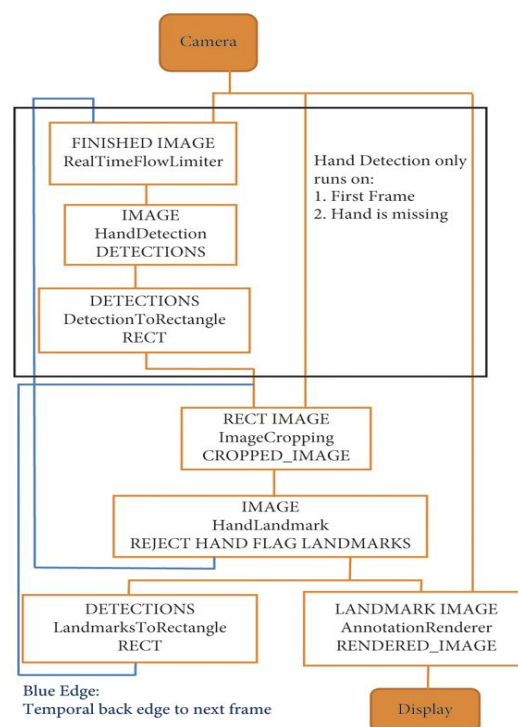 Camera
FINISHED IMAGE
RealTimeFlowLimiter
Hand Detection only
runs on:
1. First Frame
2. Hand is missing
IMAGE
HandDetection
DETECTIONS
DETECTIONS
DetectionToRectangle
RECT
RECT IMAGE
ImageCropping
CROPPED_IMAGE
IMAGE
HandLandmark
REJECT HAND FLAG LANDMARKS
DETECTIONS
LandmarksToRectangle
RECT
LANDMARK IMAGE
AnnotationRenderer
RENDERED_IMAGE
Blue Edge:
Temporal back edge to next frame
Display